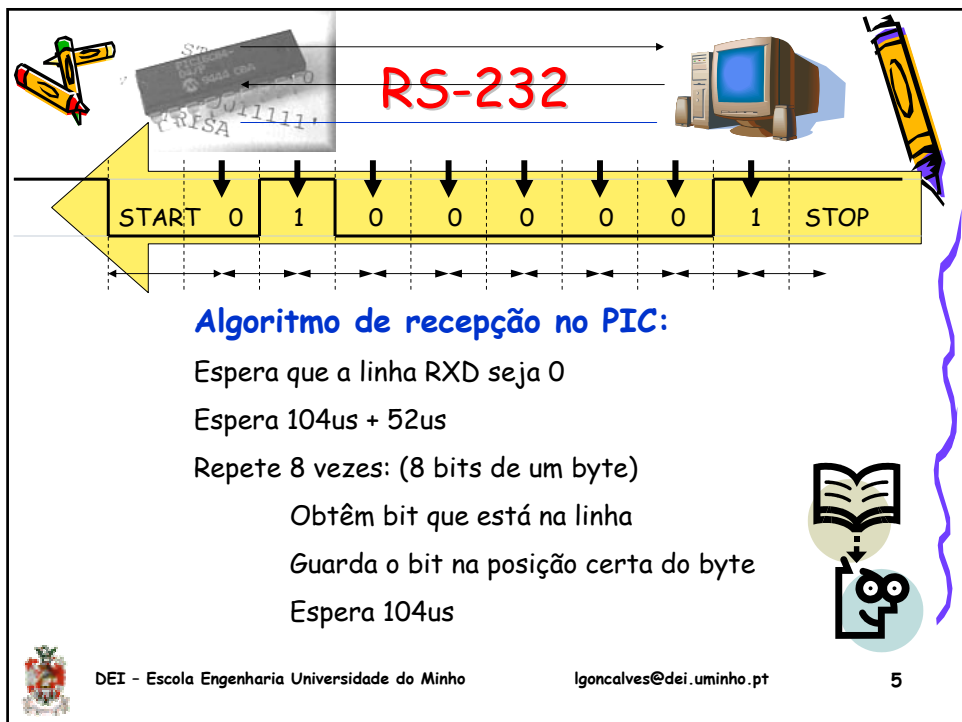 RS-232
START 0 1 0 0 0 0 0 1 STOP
Algoritmo de recepção no PIC:
Espera que a linha RXD seja 0
Espera 104us + 52us
Repete 8 vezes: (8 bits de um byte)
Obtêm bit que está na linha
Guarda o bit na posição certa do byte
Espera 104us
DEI – Escola Engenharia Universidade do Minho lgoncalves@dei.uminho.pt 5